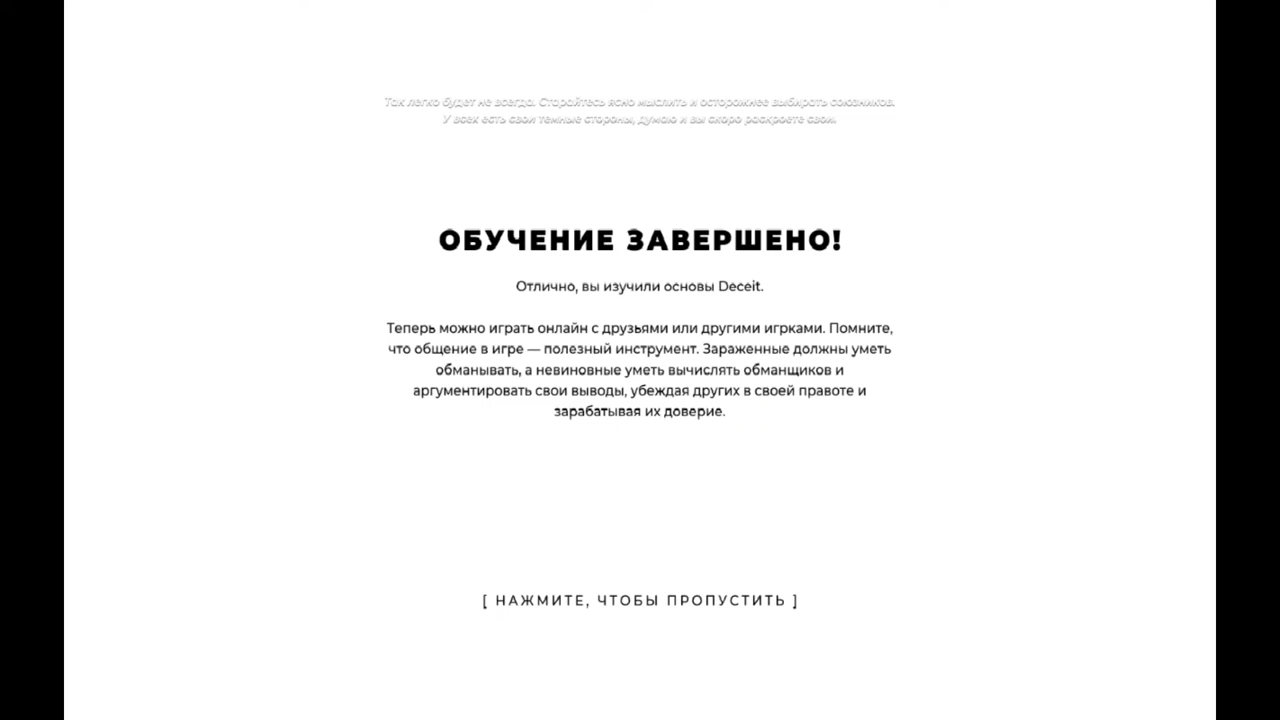 Так легко будет не всегда. Старайтесь ясно мыслить и осторожнее выбирать союзников.
У всех есть свои темные стороны, думаю и вы скоро раскроете свои.
ОБУЧЕНИЕ ЗАВЕРШЕНО!
Отлично, вы изучили основы Deceit.
Теперь можно играть онлайн с друзьями или другими игрками. Помните,
что общение в игре — полезный инструмент. Зараженные должны уметь
обманывать, а невиновные уметь вычислять обманщиков и
аргументировать свои выводы, убеждая других в своей правоте и
зарабатывая их доверие.
[ НАЖМИТЕ, ЧТОБЫ ПРОПУСТИТЬ ]